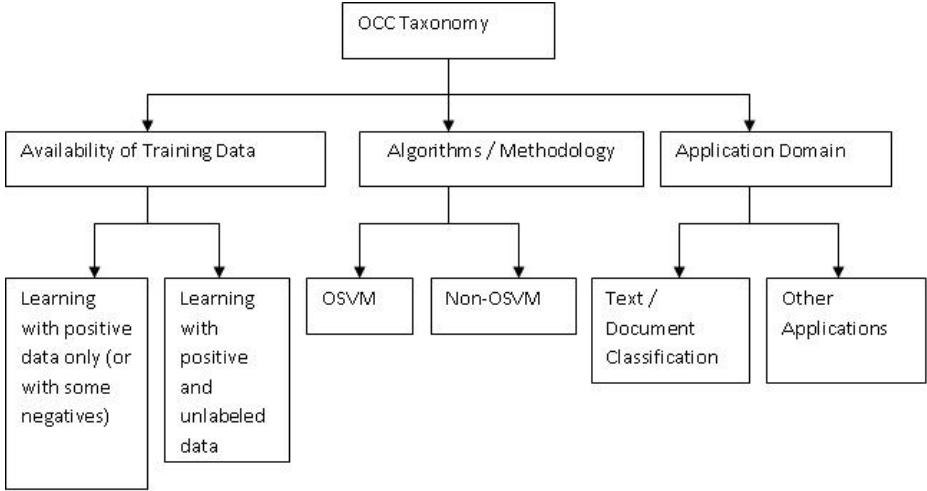 OCC Taxonomy
Availability of Training Data
Algorithms / Methodology
Application Domain
Learning
with positive
data only (or
with some
negatives)
Learning
with
positive
and
unlabeled
data
OSVM
Non-OSVM
Text /
Document
Classification
Other
Applications